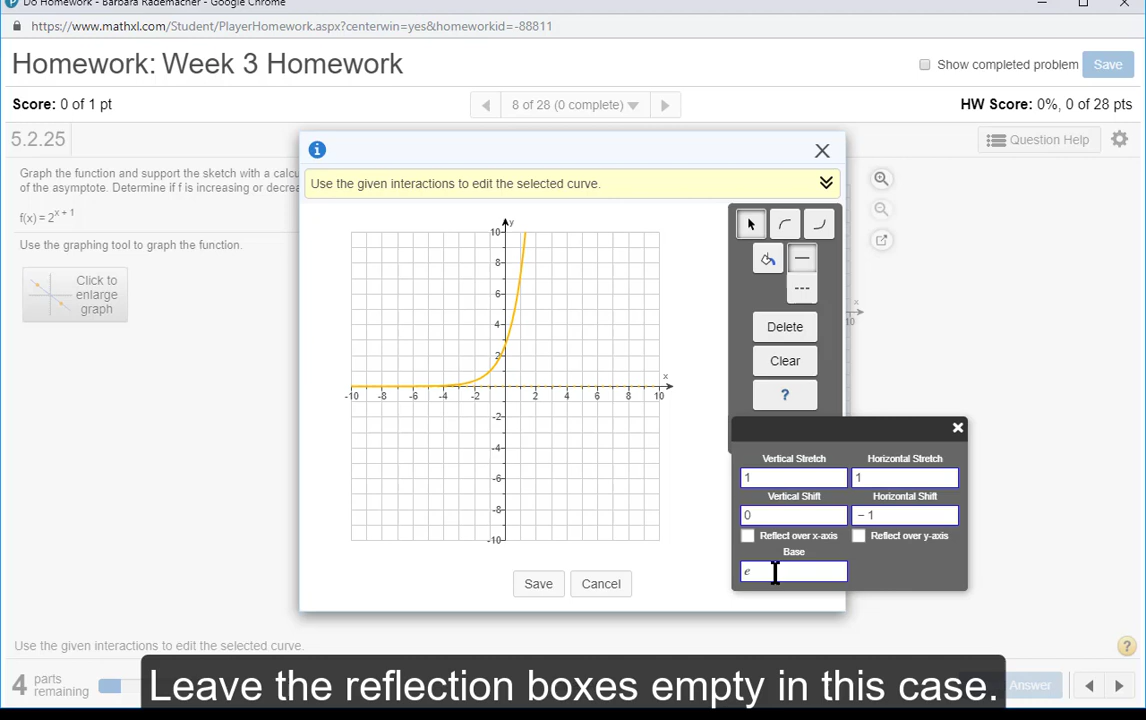 Do Homework - Barbara Rademacher - Google Chrome
https://www.mathxl.com/Student/PlayerHomework.aspx?centerwin=yes&homeworkid=-88811
Homework: Week 3 Homework
Show completed problem
Save
Score: 0 of 1 pt
8 of 28 (0 complete)
HW Score: 0%, 0 of 28 pts
5.2.25
Question Help
Graph the function and support the sketch with a calcu
of the asymptote. Determine if f is increasing or decrea
f(x) = 2^{x + 1}
Use the graphing tool to graph the function.
Click to
enlarge
graph
Use the given interactions to edit the selected curve.
y
10
8
6
4
2
-10 -8 -6 -4 -2 2 4 6 8 10
x
-2
-4
-6
-8
-10
x
10
Delete
Clear
?
Vertical Stretch Horizontal Stretch
1 1
Vertical Shift Horizontal Shift
0 – 1
Reflect over x-axis Reflect over y-axis
Base
e
Save Cancel
Use the given interactions to edit the selected curve.
?
4 parts
remaining
Answer
Leave the reflection boxes empty in this case.